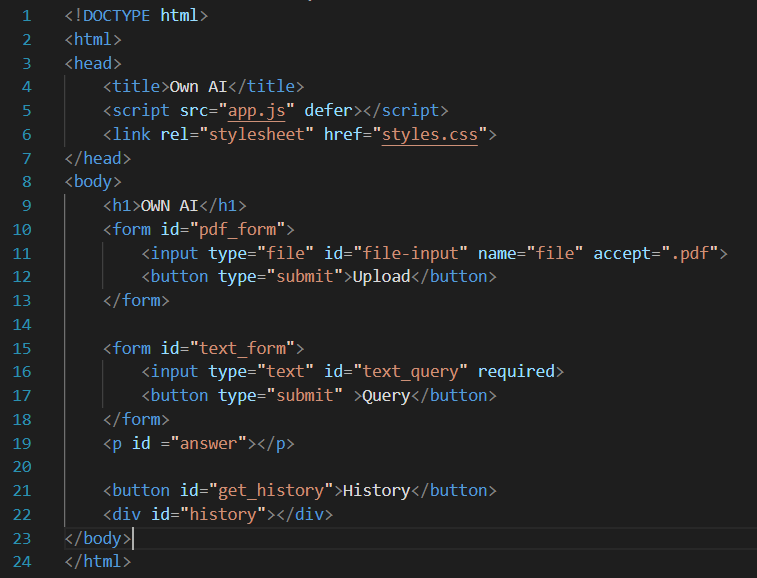 1 <!DOCTYPE html>
2 <html>
3 <head>
4     <title>Own AI</title>
5     <script src="app.js" defer></script>
6     <link rel="stylesheet" href="styles.css">
7 </head>
8 <body>
9     <h1>OWN AI</h1>
10     <form id="pdf_form">
11         <input type="file" id="file-input" name="file" accept=".pdf">
12         <button type="submit">Upload</button>
13     </form>
14
15     <form id="text_form">
16         <input type="text" id="text_query" required>
17         <button type="submit" >Query</button>
18     </form>
19     <p id ="answer"></p>
20
21     <button id="get_history">History</button>
22     <div id="history"></div>
23 </body>
24 </html>